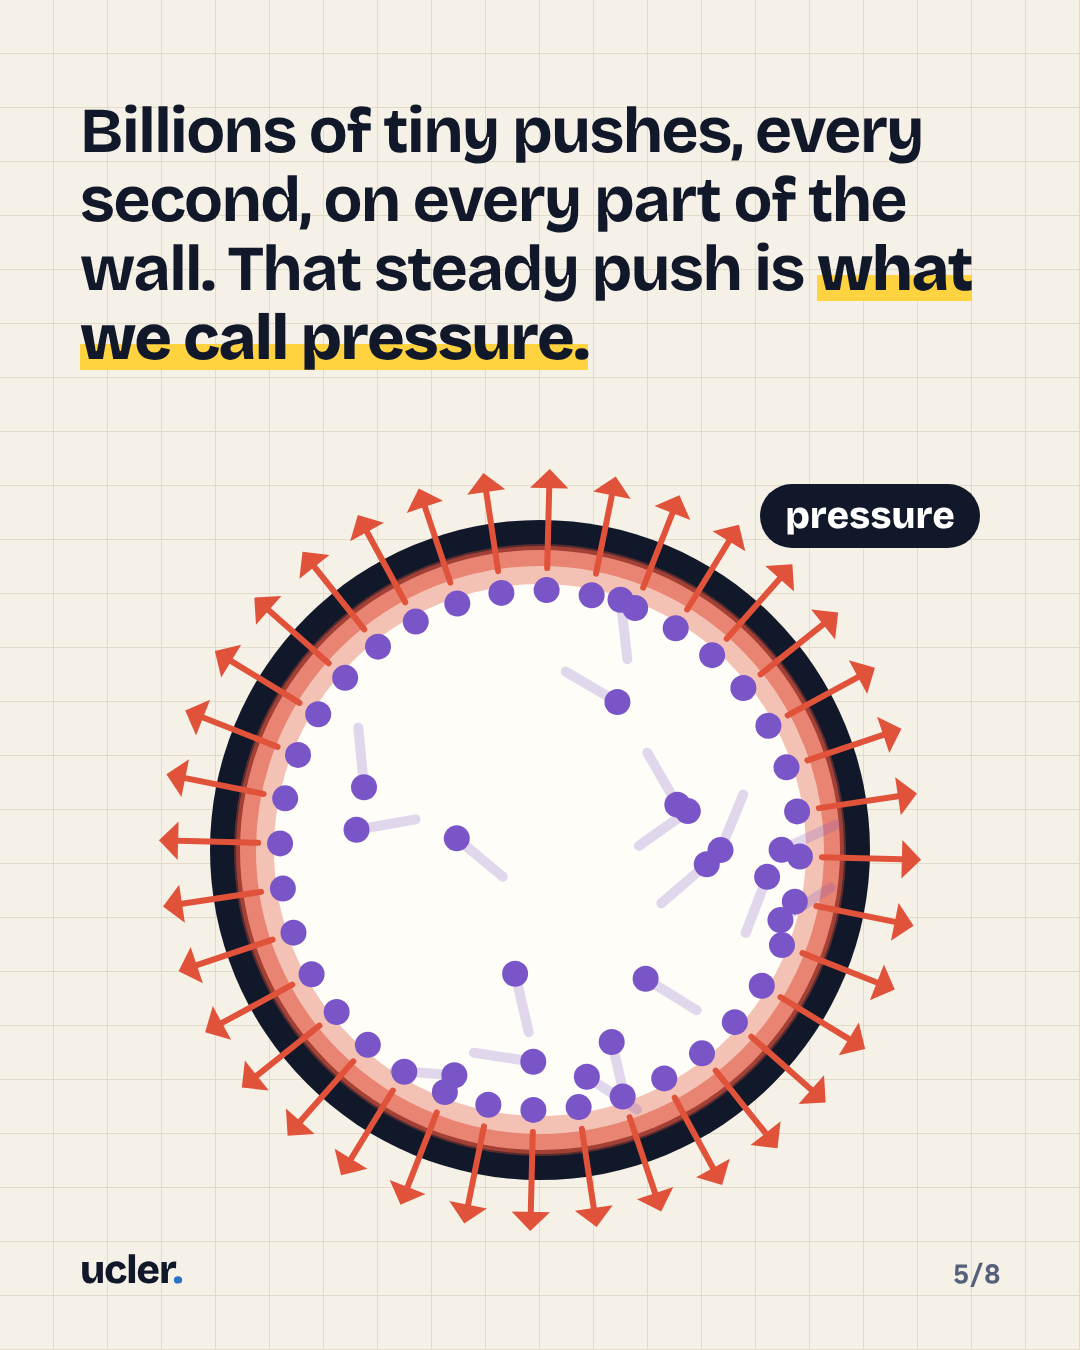 Billions of tiny pushes, every
second, on every part of the
wall. That steady push is what
we call pressure.
pressure
ucler.
5/8